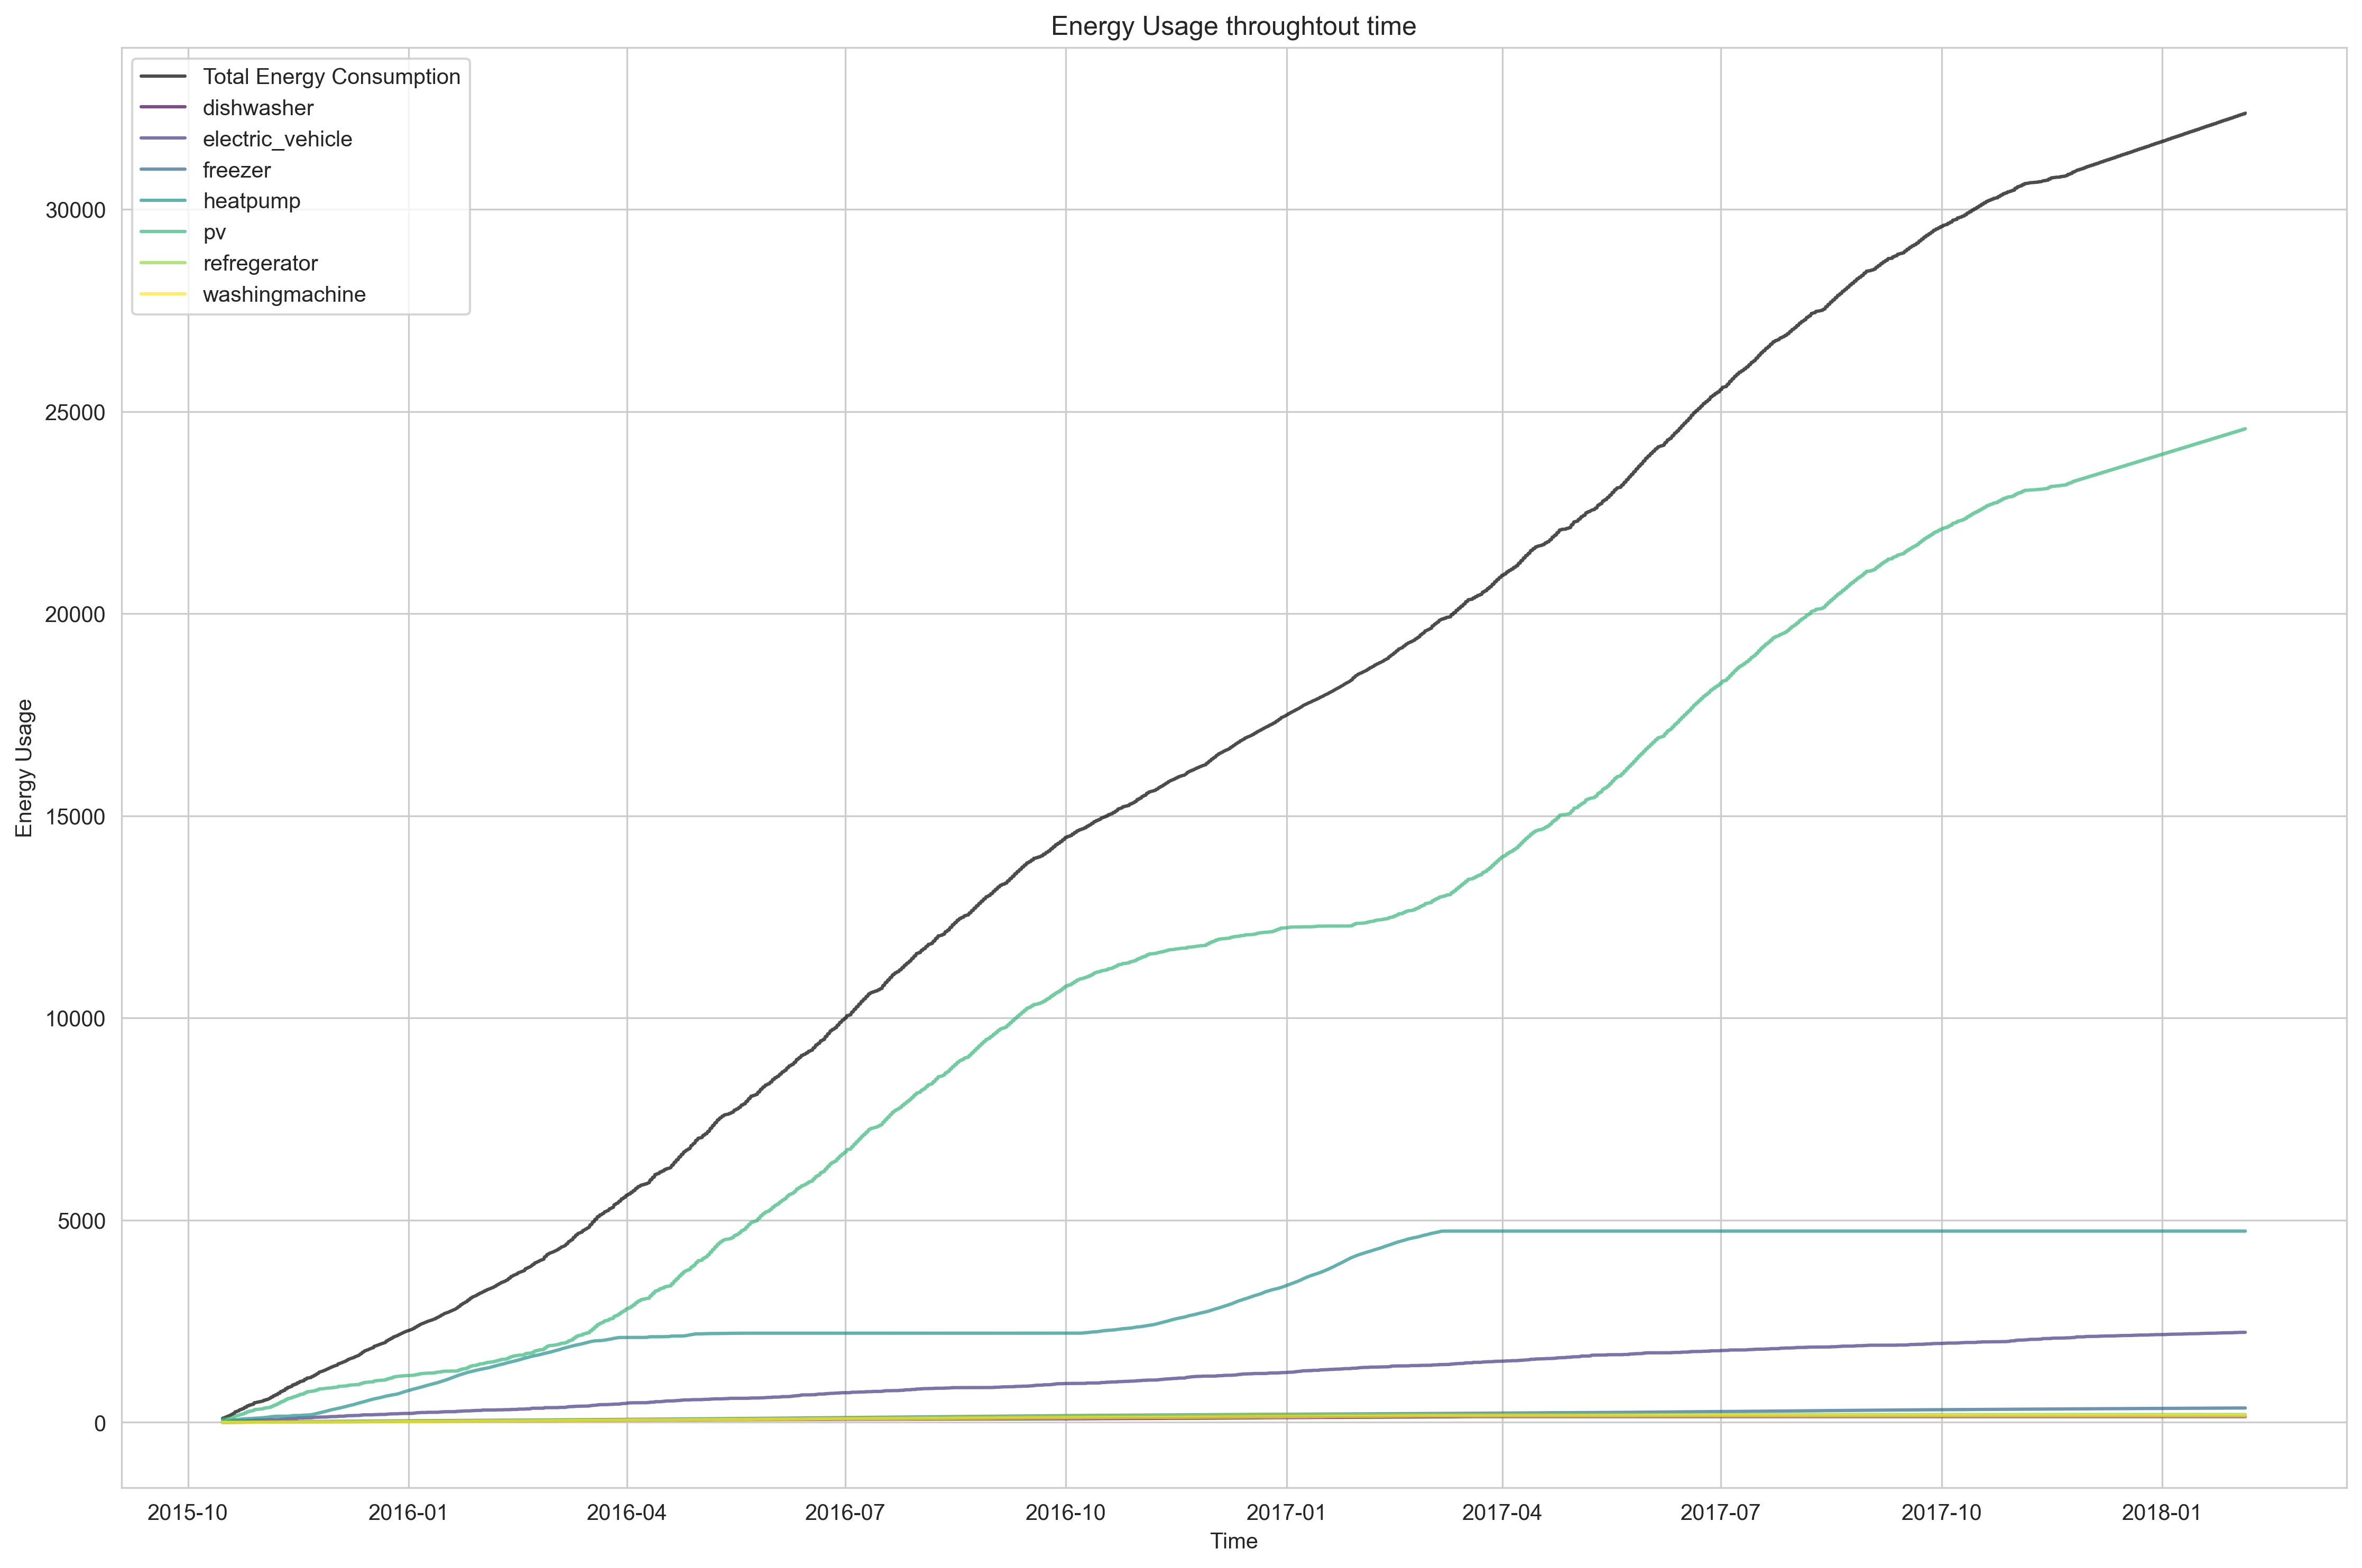 Energy Usage throughtout time
Total Energy Consumption
dishwasher
electric_vehicle
freezer
heatpump
pv
refregerator
washingmachine
30000
25000
20000
15000
10000
5000
0
Energy Usage
2015-10 2016-01 2016-04 2016-07 2016-10 2017-01 2017-04 2017-07 2017-10 2018-01
Time